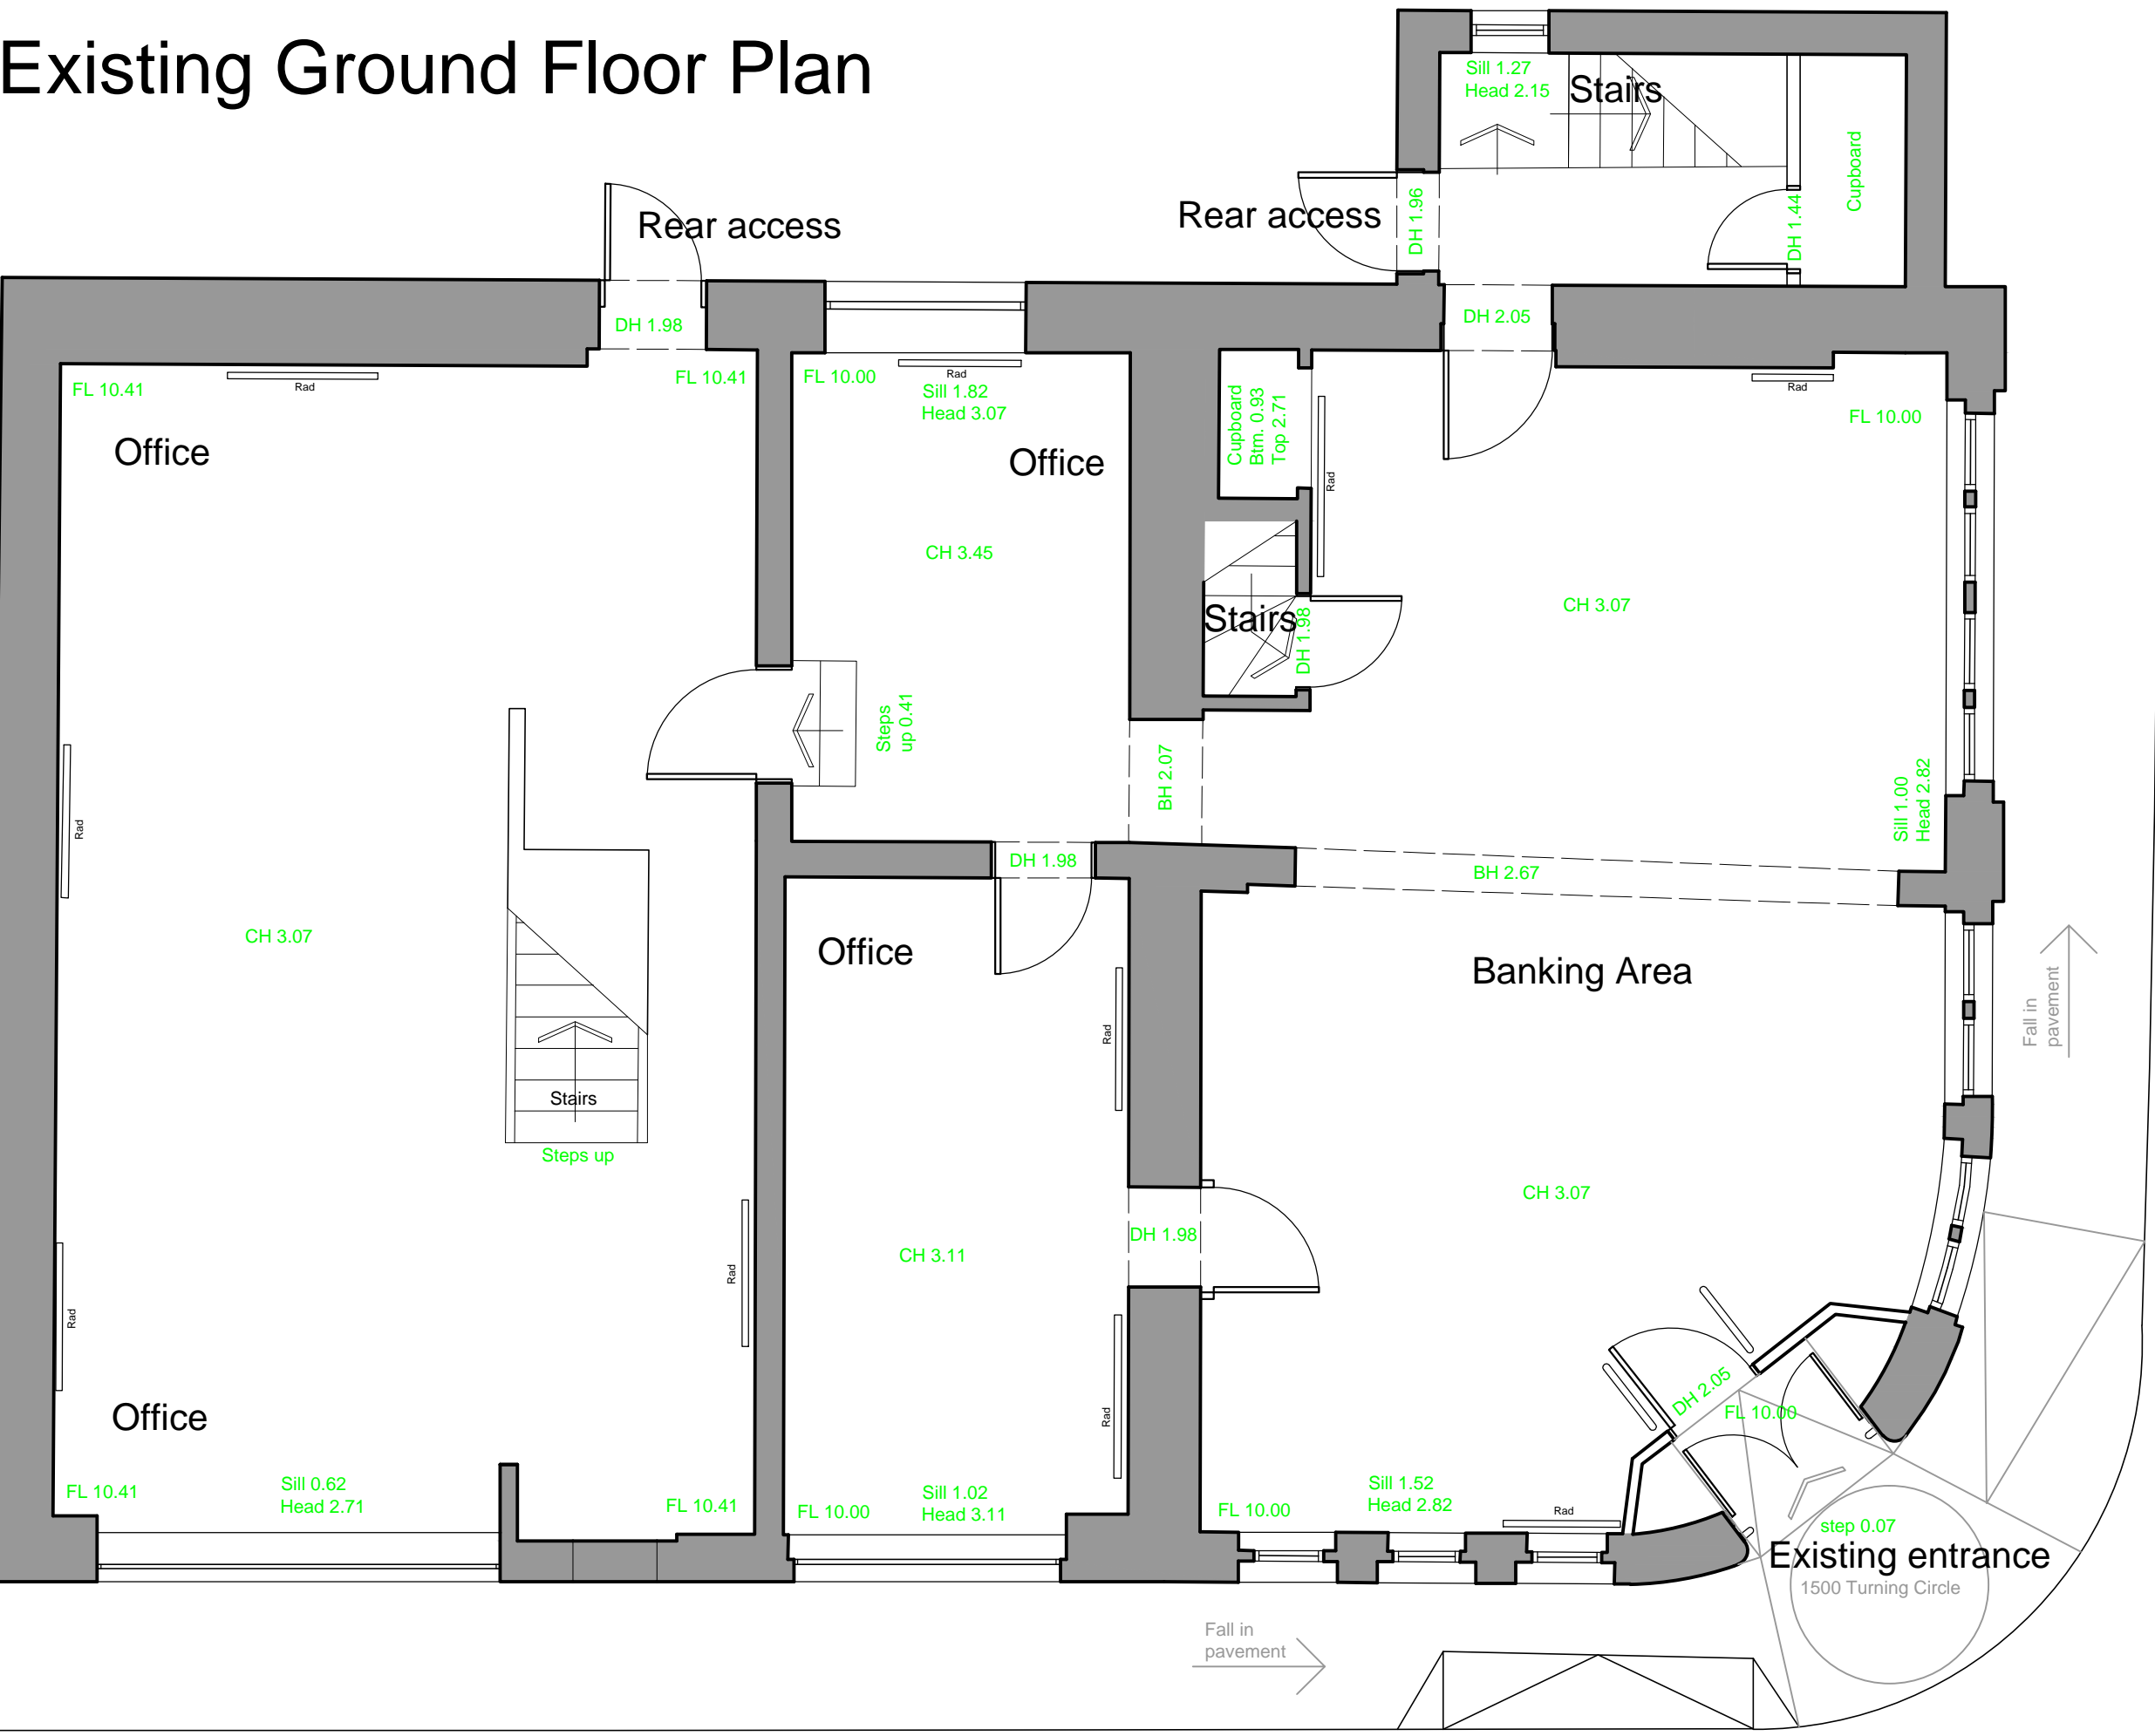 Existing Ground Floor Plan
Sill 1.27
Head 2.15
Stairs
Cupboard
DH 1.44
DH 1.96
Rear access
Rear access
DH 1.98
DH 2.05
FL 10.41
Rad
FL 10.41
FL 10.00
Rad
Sill 1.82
Head 3.07
Cupboard
Btm. 0.93
Top 2.71
Rad
Rad
FL 10.00
Office
Office
CH 3.45
CH 3.07
Stairs
DH 1.98
Steps
up 0.41
BH 2.07
Sill 1.00
Head 2.82
Rad
DH 1.98
BH 2.67
CH 3.07
Office
Banking Area
Rad
Fall in
pavement
Stairs
Steps up
CH 3.07
DH 1.98
CH 3.11
Rad
Rad
Office
Rad
DH 2.05
FL 10.00
FL 10.41
Sill 0.62
Head 2.71
FL 10.41
FL 10.00
Sill 1.02
Head 3.11
FL 10.00
Sill 1.52
Head 2.82
Rad
step 0.07
Existing entrance
1500 Turning Circle
Fall in
pavement